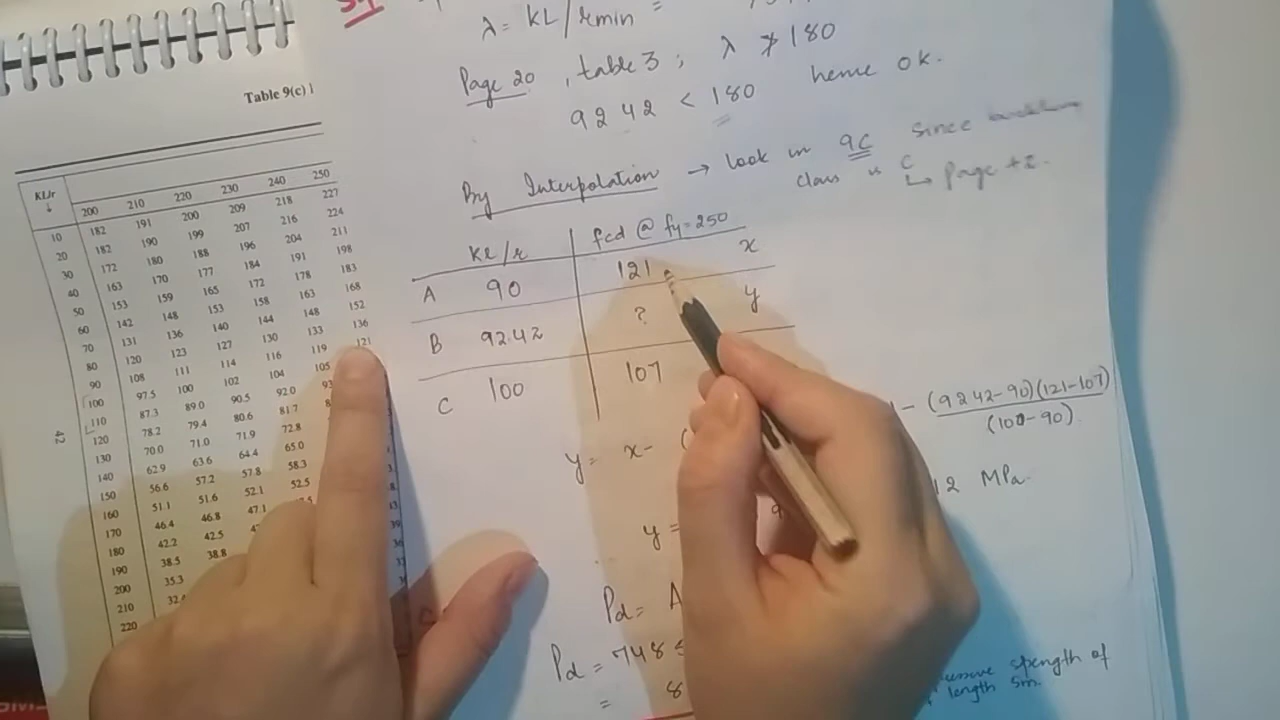 Table 9(c)
KL/r
↓
200 210 220 230 240 250
10 182 191 200 209 218 227
20 182 190 199 207 216 224
30 172 180 188 196 204 211
40 163 170 177 184 191 198
50 153 159 165 172 178 183
60 142 148 153 158 163 168
70 131 136 140 144 148 152
80 120 123 127 130 133 136
90 108 111 114 116 119 121
100 97.5 100 102 104 105
110 87.3 89.0 90.5 92.0 93
120 78.2 79.4 80.6 81.7
130 70.0 71.0 71.9 72.8
140 62.9 63.6 64.4 65.0
150 56.6 57.2 57.8 58.3
160 51.1 51.6 52.1 52.5
170 46.4 46.8 47.1
180 42.2 42.5
190 38.5 38.8
200 35.3
210
220
42
λ = KL/rmin =
Page 20, table 3; λ ≯ 180
92 42 < 180 heme ok.
By Interpolation → look in 9C Since
class is C
↳ Page 42.
Kl/r fcd @ fy=250
A 90 121 x
B 92.42 ? y
C 100 107
y = x - (
- (92 42-90)(121-107)
(100-90)
y =
12 MPa.
Pd = A
Pd = 748
= 8
length 5m.